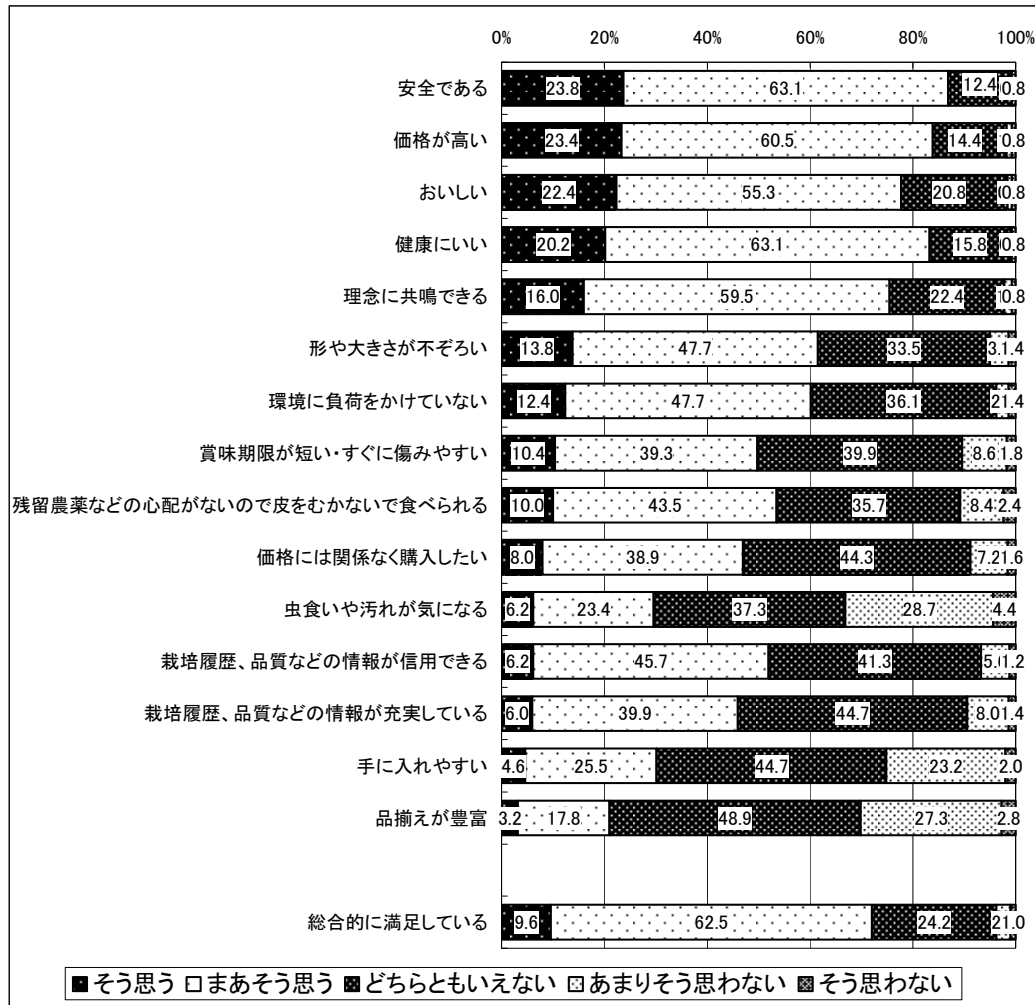 0% 20% 40% 60% 80% 100%
安全である 23.8 63.1 12.4 0.8
価格が高い 23.4 60.5 14.4 0.8
おいしい 22.4 55.3 20.8 0.8
健康にいい 20.2 63.1 15.8 0.8
理念に共鳴できる 16.0 59.5 22.4 0.8
形や大きさが不ぞろい 13.8 47.7 33.5 3. 1.4
環境に負荷をかけていない 12.4 47.7 36.1 2 1.4
賞味期限が短い・すぐに傷みやすい 10.4 39.3 39.9 8.6 1.8
残留農薬などの心配がないので皮をむかないで食べられる 10.0 43.5 35.7 8.4 2.4
価格には関係なく購入したい 8.0 38.9 44.3 7.2 1.6
虫食いや汚れが気になる 6.2 23.4 37.3 28.7 4.4
栽培履歴、品質などの情報が信用できる 6.2 45.7 41.3 5. 1.2
栽培履歴、品質などの情報が充実している 6.0 39.9 44.7 8.0 1.4
手に入れやすい 4.6 25.5 44.7 23.2 2.0
品揃えが豊富 3.2 17.8 48.9 27.3 2.8
総合的に満足している 9.6 62.5 24.2 2 1.0
そう思う まあそう思う どちらともいえない あまりそう思わない そう思わない